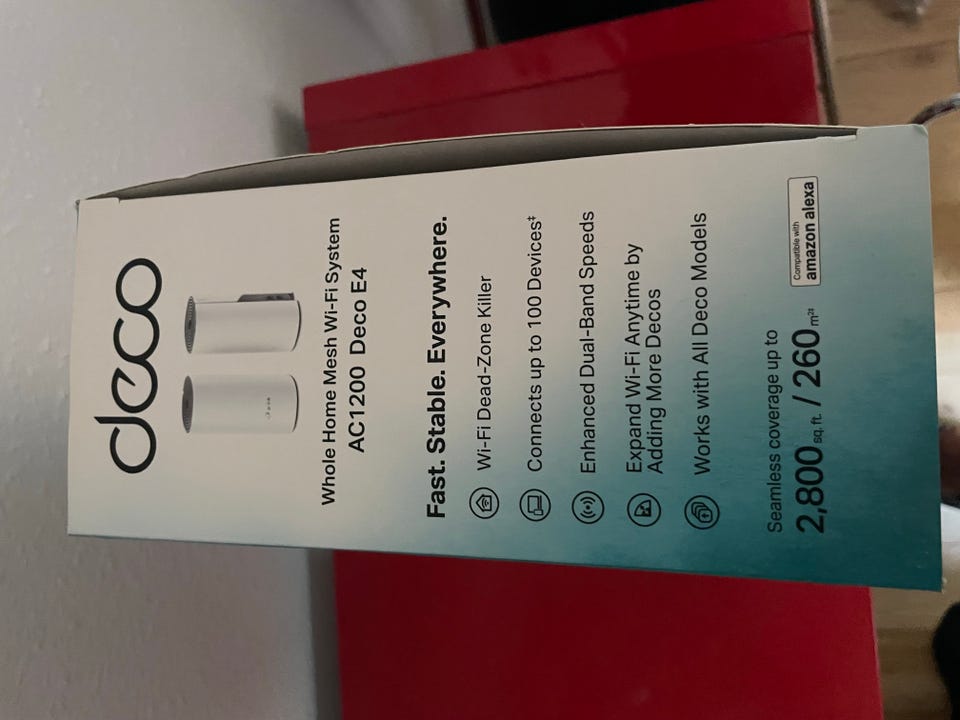 deco
Whole Home Mesh Wi-Fi System
AC1200 Deco E4
Fast. Stable. Everywhere.
Wi-Fi Dead-Zone Killer
Connects up to 100 Devices‡
Enhanced Dual-Band Speeds
Expand Wi-Fi Anytime by
Adding More Decos
Works with All Deco Models
Seamless coverage up to
2,800 sq. ft. / 260 m²
Compatible with
amazon alexa